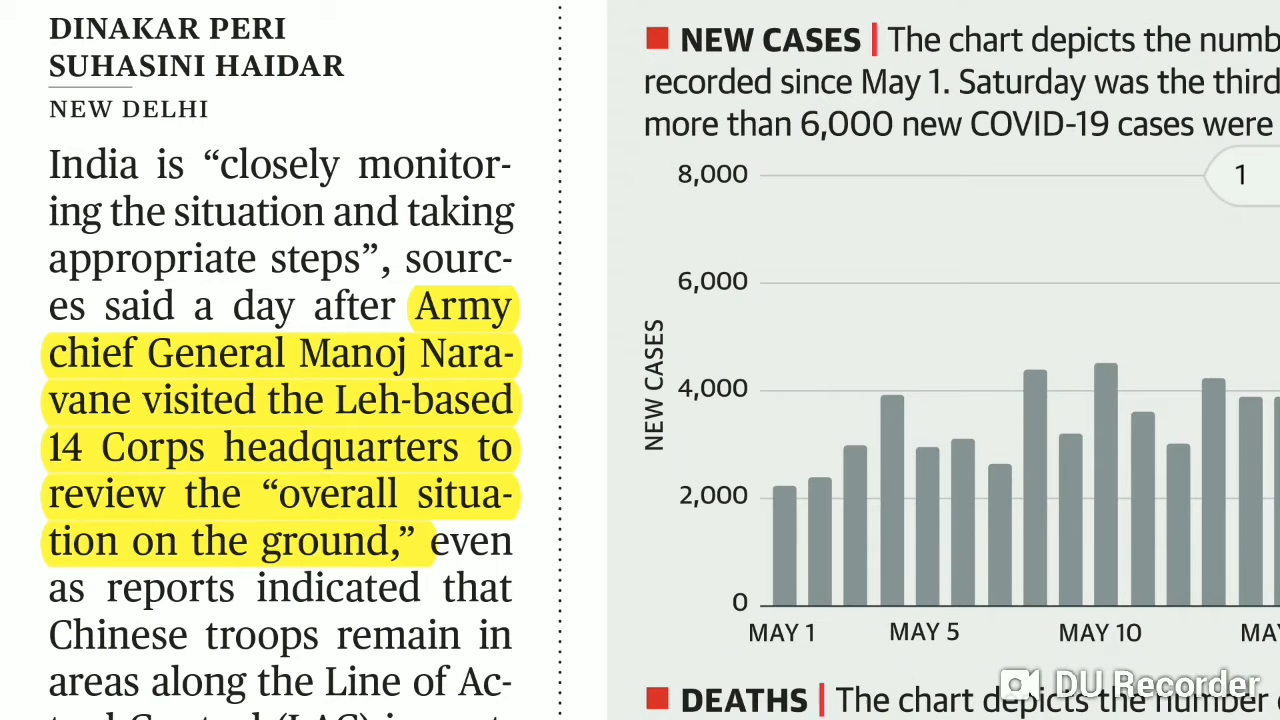 DINAKAR PERI
SUHASINI HAIDAR
NEW DELHI
India is “closely monitor-
ing the situation and taking
appropriate steps”, sourc-
es said a day after Army
chief General Manoj Nara-
vane visited the Leh-based
14 Corps headquarters to
review the “overall situa-
tion on the ground,” even
as reports indicated that
Chinese troops remain in
areas along the Line of Ac-
NEW CASES | The chart depicts the numb
recorded since May 1. Saturday was the third
more than 6,000 new COVID-19 cases were
8,000
1
6,000
4,000
2,000
0
NEW CASES
MAY 1
MAY 5
MAY 10
MA
DEATHS | The chart depicts the number
DU Recorder